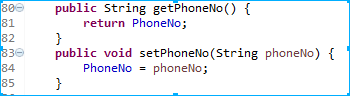 80 public String getPhoneNo() {
81 return PhoneNo;
82 }
83 public void setPhoneNo(String phoneNo) {
84 PhoneNo = phoneNo;
85 }